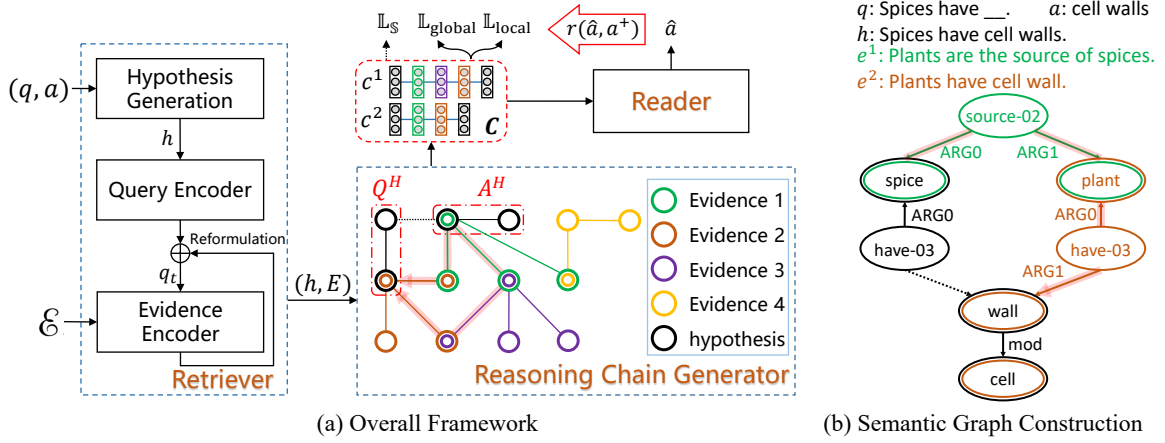 (q, a)
Hypothesis
Generation
h
Query Encoder
Reformulation
q_t
ℰ
Evidence
Encoder
Retriever
(h, E)
𝕃_𝕊
𝕃_global
𝕃_local
r(â, a⁺)
â
c¹
c²
C
Reader
Q^H
A^H
Evidence 1
Evidence 2
Evidence 3
Evidence 4
hypothesis
Reasoning Chain Generator
(a) Overall Framework
q: Spices have __. a: cell walls
h: Spices have cell walls.
e¹: Plants are the source of spices.
e²: Plants have cell wall.
source-02
ARG0
ARG1
spice
plant
ARG0
ARG0
have-03
have-03
ARG1
wall
mod
cell
(b) Semantic Graph Construction